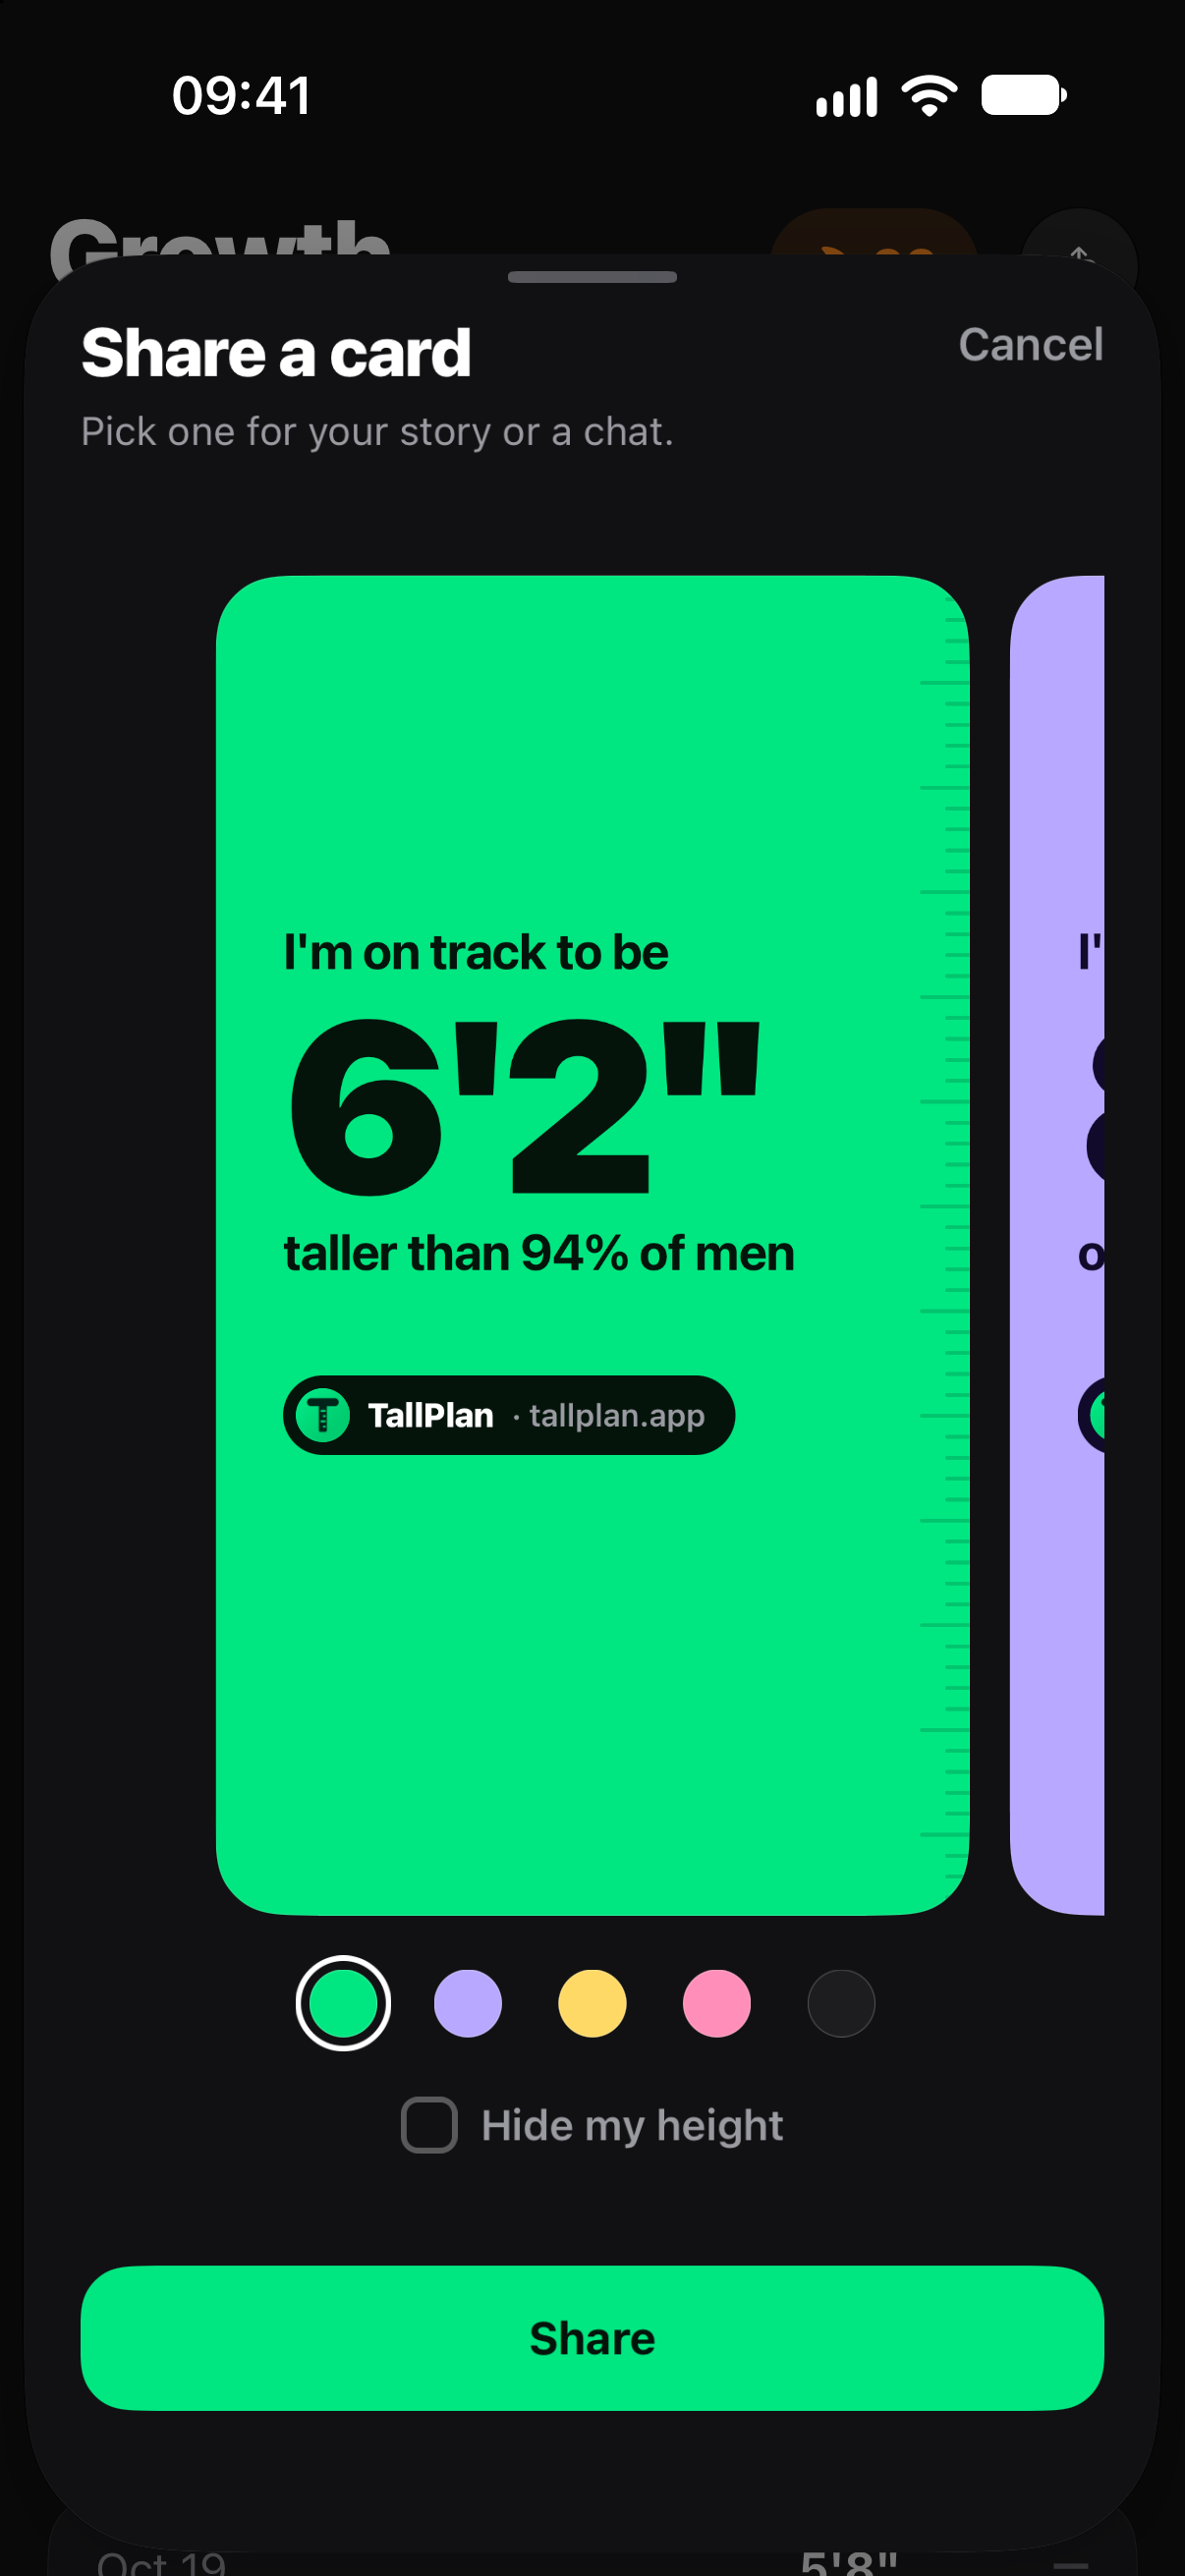 09:41
Growth
Share a card
Cancel
Pick one for your story or a chat.
I'm on track to be
6'2"
taller than 94% of men
TallPlan · tallplan.app
I'
o
Hide my height
Share
Oct 19
5'8"